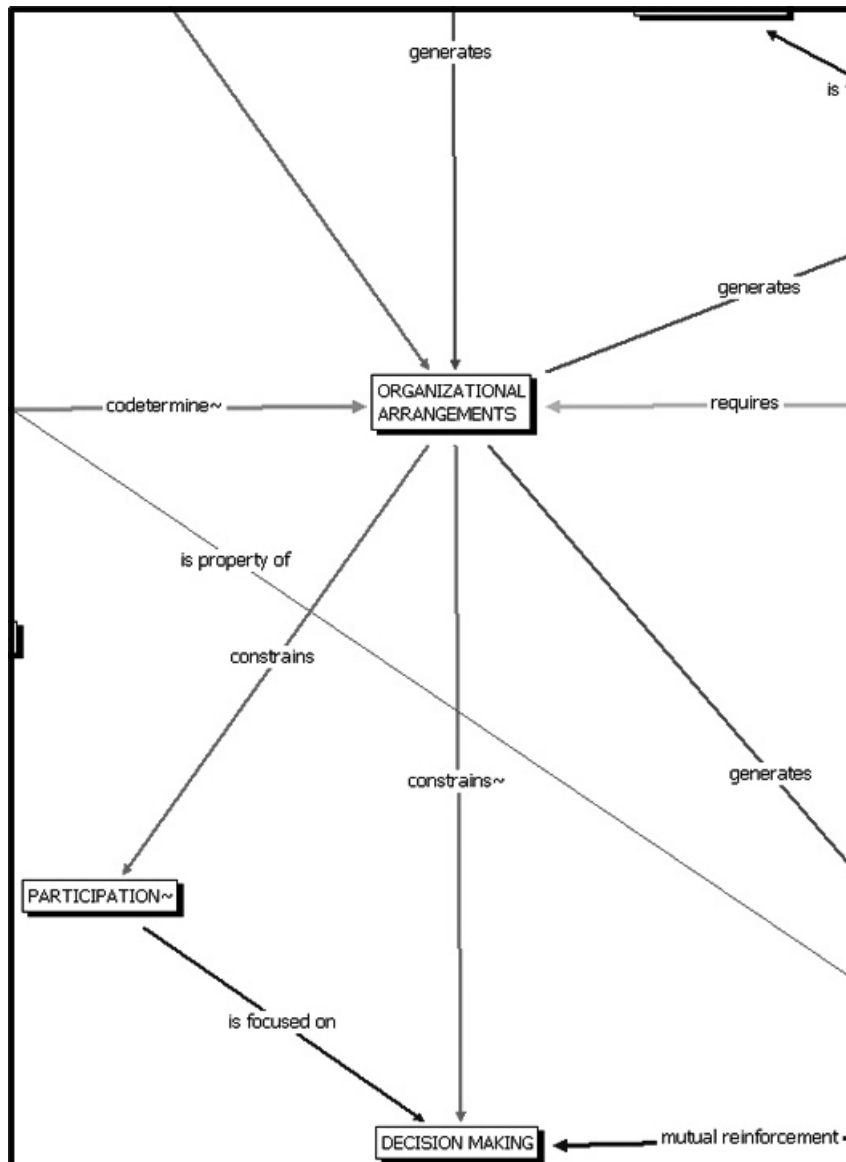 generates
is
generates
ORGANIZATIONAL
ARRANGEMENTS
codetermine~
requires
is property of
constrains
constrains~
generates
PARTICIPATION~
is focused on
DECISION MAKING
mutual reinforcement